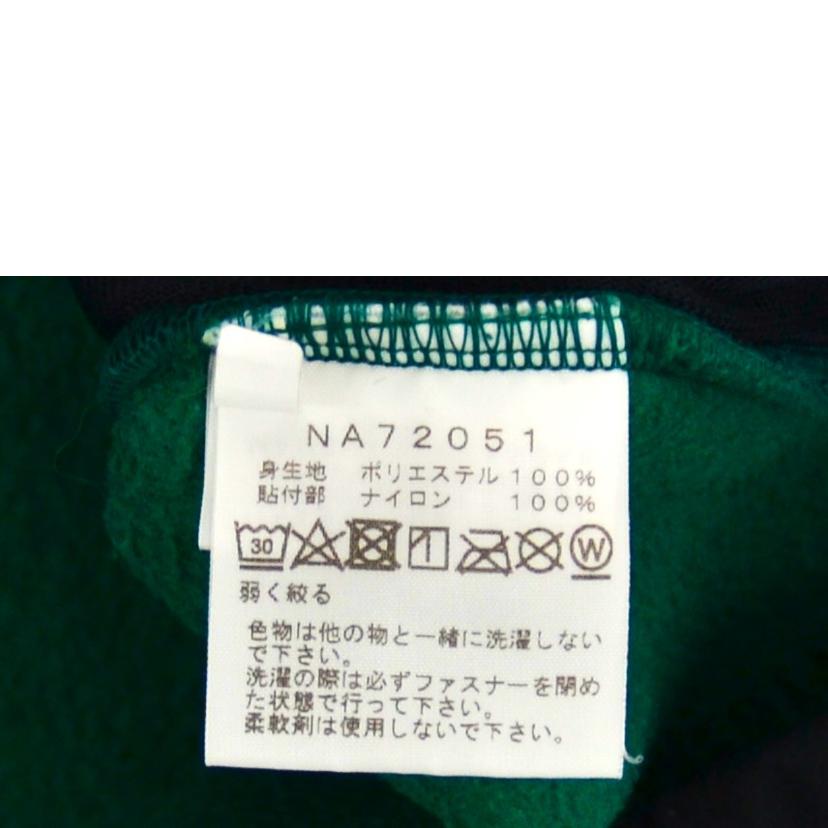 NA72051
身生地 ポリエステル 100%
貼付部 ナイロン 100%
30 W
弱く絞る
色物は他の物と一緒に洗濯しない
で下さい。
洗濯の際は必ずファスナーを閉め
た状態で行って下さい。
柔軟剤は使用しないで下さい。